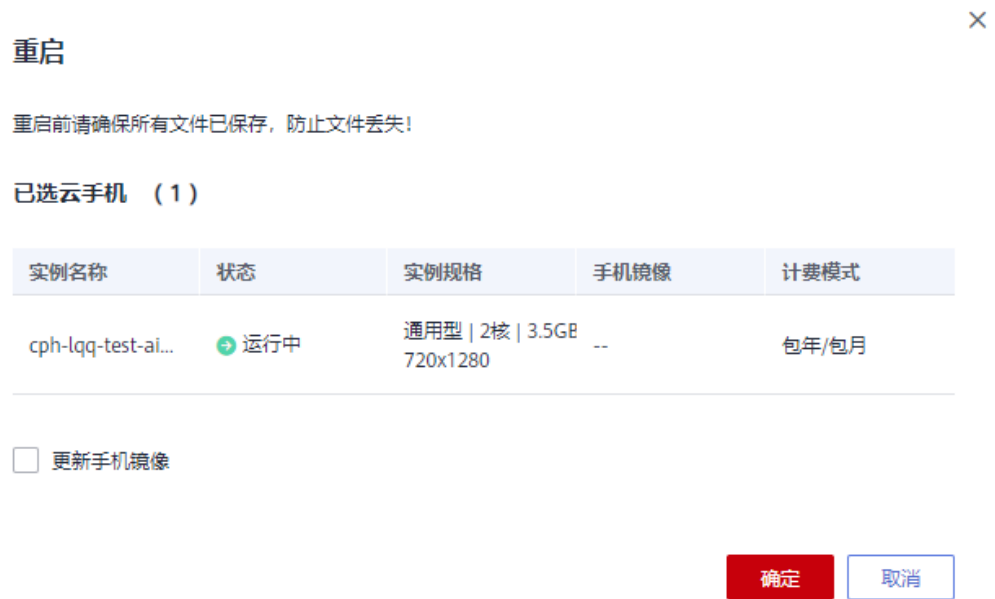 重启
重启前请确保所有文件已保存，防止文件丢失！
已选云手机 （1）
实例名称 状态 实例规格 手机镜像 计费模式
cph-lqq-test-ai... 运行中 通用型 | 2核 | 3.5GB -- 包年/包月
720x1280
更新手机镜像
确定 取消